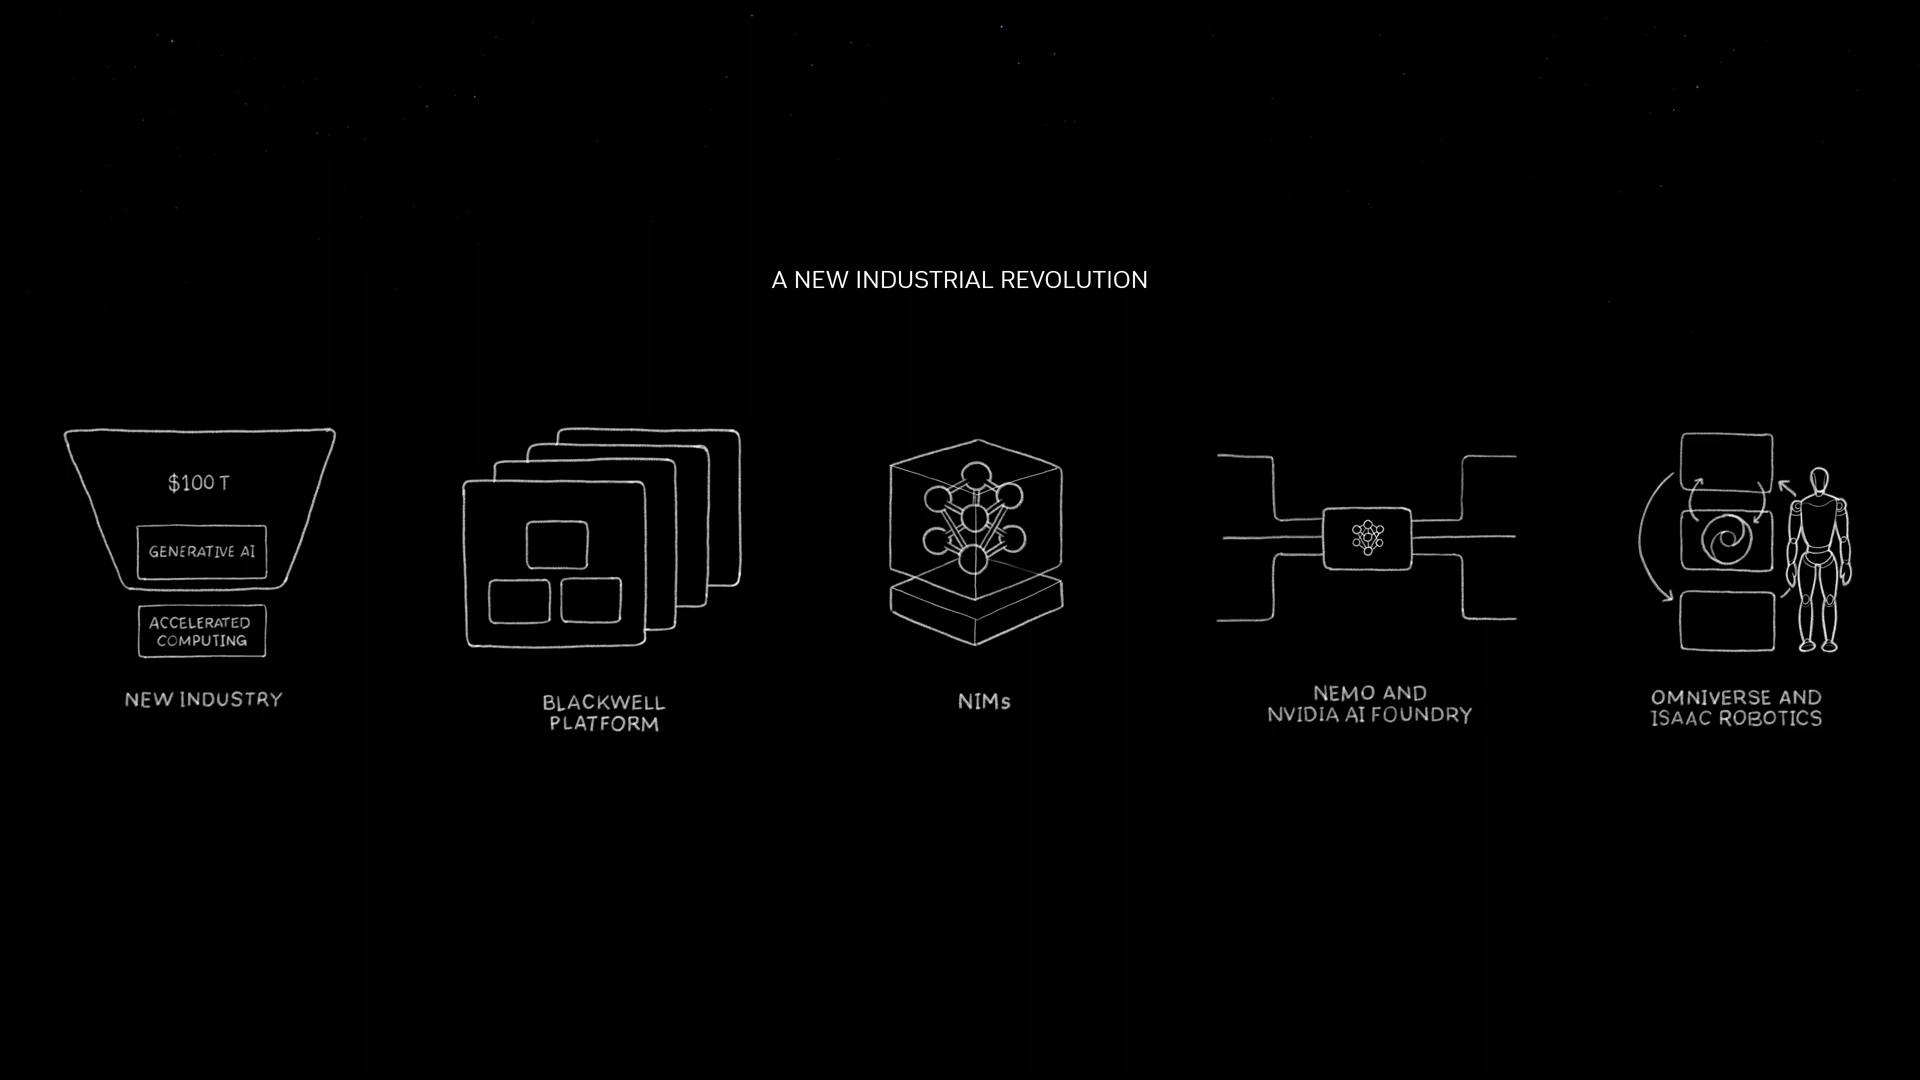 A NEW INDUSTRIAL REVOLUTION
$100 T
GENERATIVE AI
ACCELERATED
COMPUTING
NEW INDUSTRY
BLACKWELL
PLATFORM
NIMs
NEMO AND
NVIDIA AI FOUNDRY
OMNIVERSE AND
ISAAC ROBOTICS